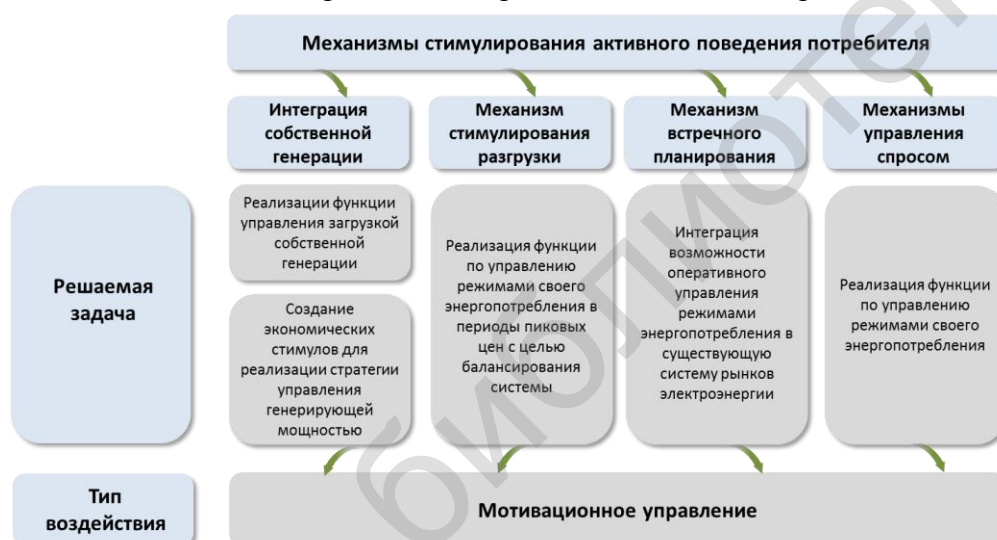 Механизмы стимулирования активного поведения потребителя
Интеграция
собственной
генерации
Механизм
стимулирования
разгрузки
Механизм
встречного
планирования
Механизмы
управления
спросом
Решаемая
задача
Реализации функции
управления загрузкой
собственной
генерации
Создание
экономических
стимулов для
реализации стратегии
управления
генерирующей
мощностью
Реализация функции
по управлению
режимами своего
энергопотребления в
периоды пиковых
цен с целью
балансирования
системы
Интеграция
возможности
оперативного
управления
режимами
энергопотребления в
существующую
систему рынков
электроэнергии
Реализация функции
по управлению
режимами своего
энергопотребления
Тип
воздействия
Мотивационное управление